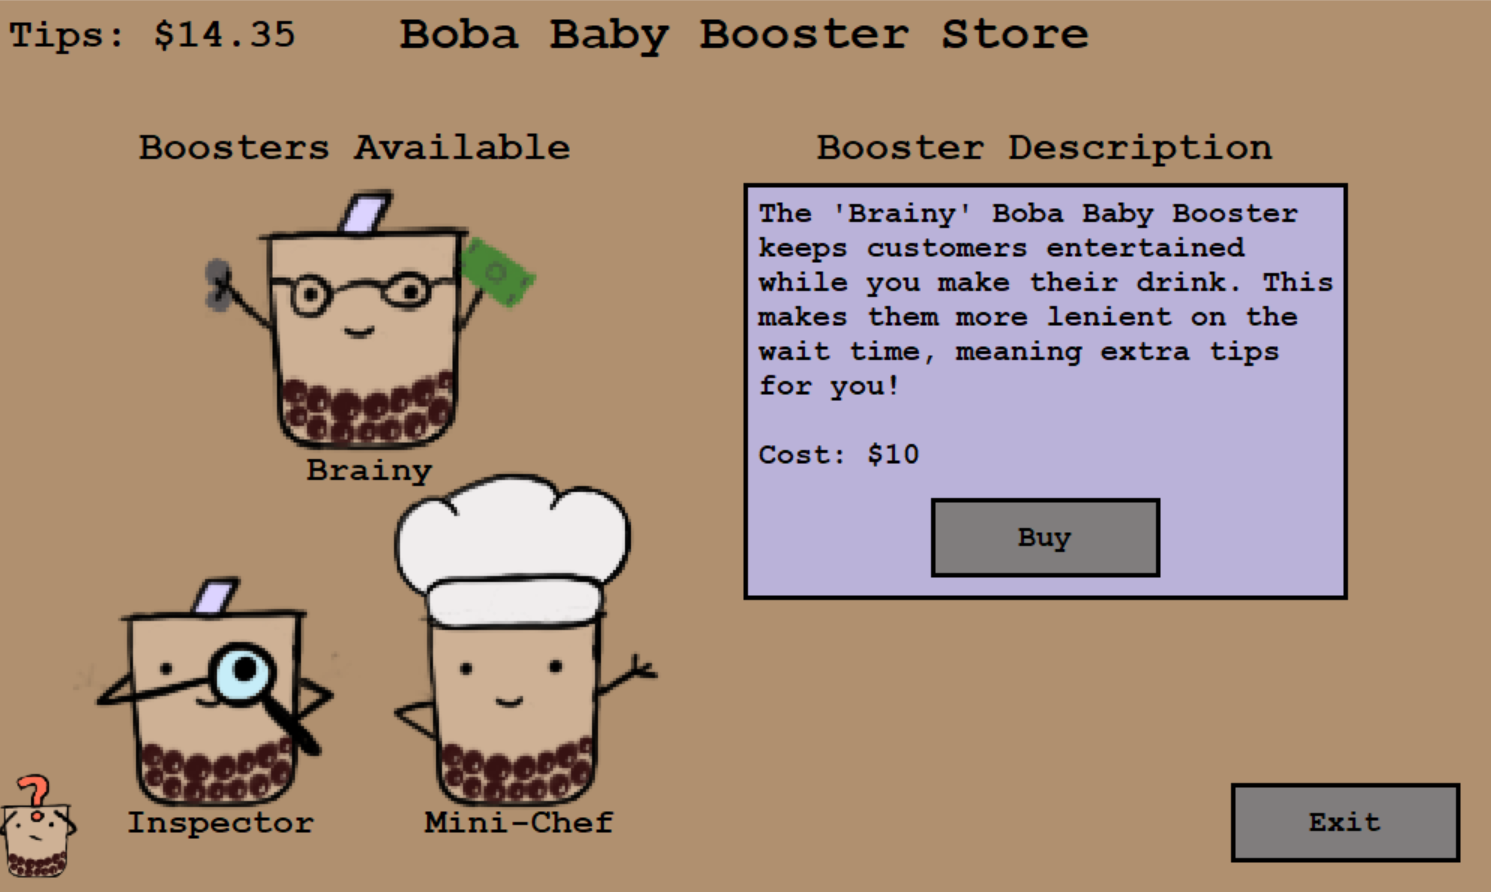 Tips: $14.35
Boba Baby Booster Store
Boosters Available
Booster Description
The 'Brainy' Boba Baby Booster
keeps customers entertained
while you make their drink. This
makes them more lenient on the
wait time, meaning extra tips
for you!
Cost: $10
Buy
Brainy
Inspector
Mini-Chef
?
Exit